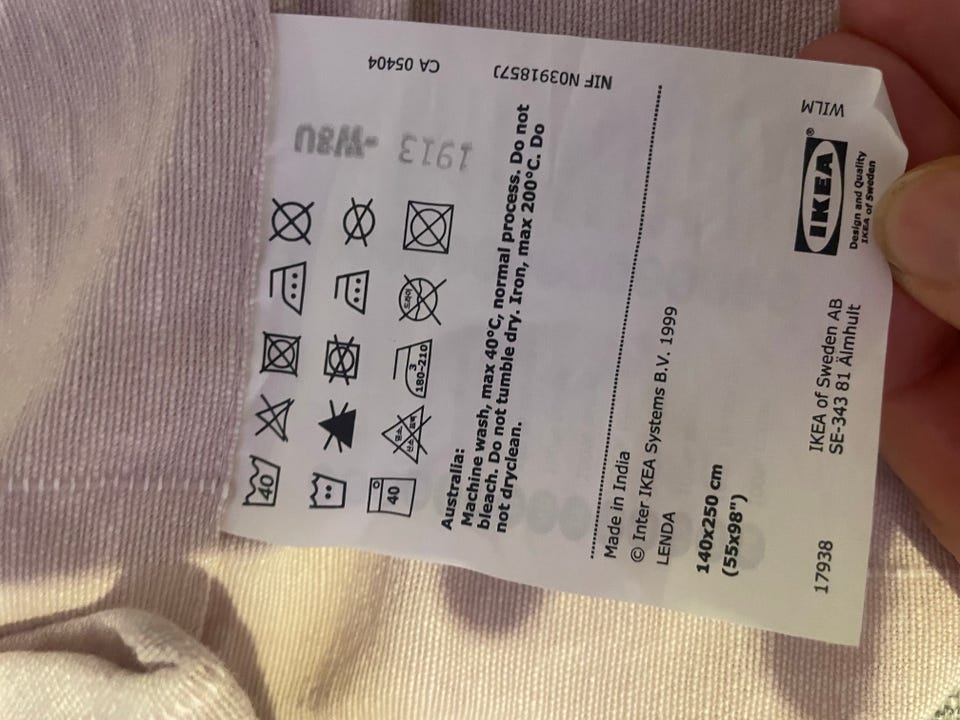 40
40
3
180-210
Australia:
Machine wash, max 40°C, normal process. Do not
bleach. Do not tumble dry. Iron, max 200°C. Do
not dryclean.
Made in India
© Inter IKEA Systems B.V. 1999
LENDA
140x250 cm
(55x98")
17938
IKEA of Sweden AB
SE-343 81 Älmhult
IKEA®
Design and Quality
IKEA of Sweden
WILM
NIF N0391857J
CA 05404
1913 -W8U